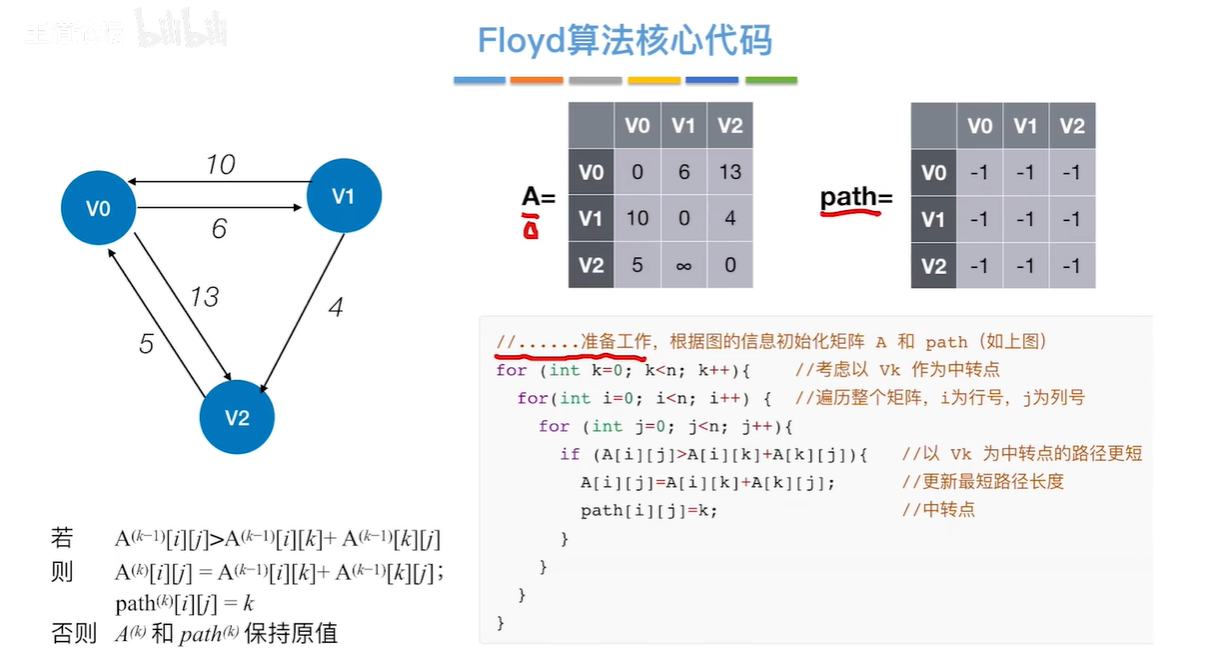 bilibili
Floyd算法核心代码
10
V0
V1
6
13
4
5
V2
A=
V0 V1 V2
V0 0 6 13
V1 10 0 4
V2 5 ∞ 0
path=
V0 V1 V2
V0 -1 -1 -1
V1 -1 -1 -1
V2 -1 -1 -1
//......准备工作，根据图的信息初始化矩阵 A 和 path（如上图）
for (int k=0; k<n; k++){ //考虑以 Vk 作为中转点
for(int i=0; i<n; i++) { //遍历整个矩阵，i为行号，j为列号
for (int j=0; j<n; j++){
if (A[i][j]>A[i][k]+A[k][j]){ //以 Vk 为中转点的路径更短
A[i][j]=A[i][k]+A[k][j]; //更新最短路径长度
path[i][j]=k; //中转点
}
}
}
}
若 A⁽ᵏ⁻¹⁾[i][j]>A⁽ᵏ⁻¹⁾[i][k]+ A⁽ᵏ⁻¹⁾[k][j]
则 A⁽ᵏ⁾[i][j] = A⁽ᵏ⁻¹⁾[i][k]+ A⁽ᵏ⁻¹⁾[k][j]；
path⁽ᵏ⁾[i][j] = k
否则 A⁽ᵏ⁾ 和 path⁽ᵏ⁾ 保持原值